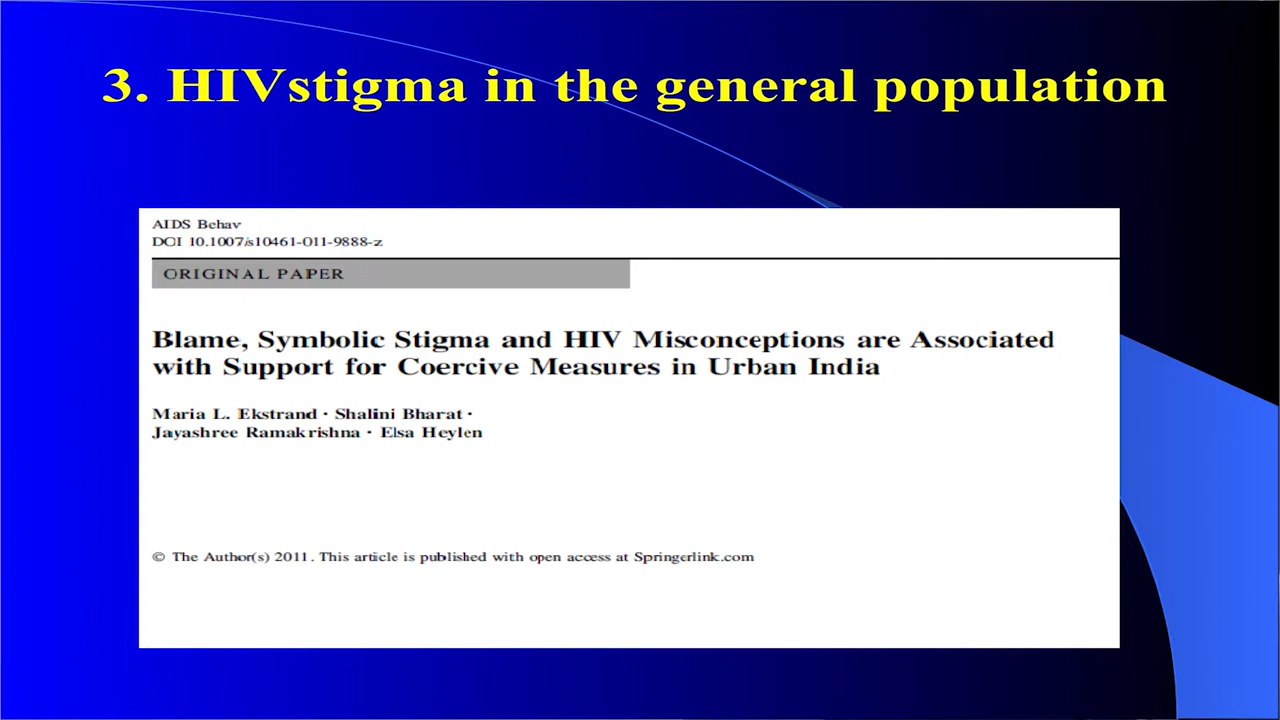 3. HIVstigma in the general population
AIDS Behav
DOI 10.1007/s10461-011-9888-z
ORIGINAL PAPER
Blame, Symbolic Stigma and HIV Misconceptions are Associated
with Support for Coercive Measures in Urban India
Maria L. Ekstrand · Shalini Bharat ·
Jayashree Ramakrishna · Elsa Heylen
© The Author(s) 2011. This article is published with open access at Springerlink.com